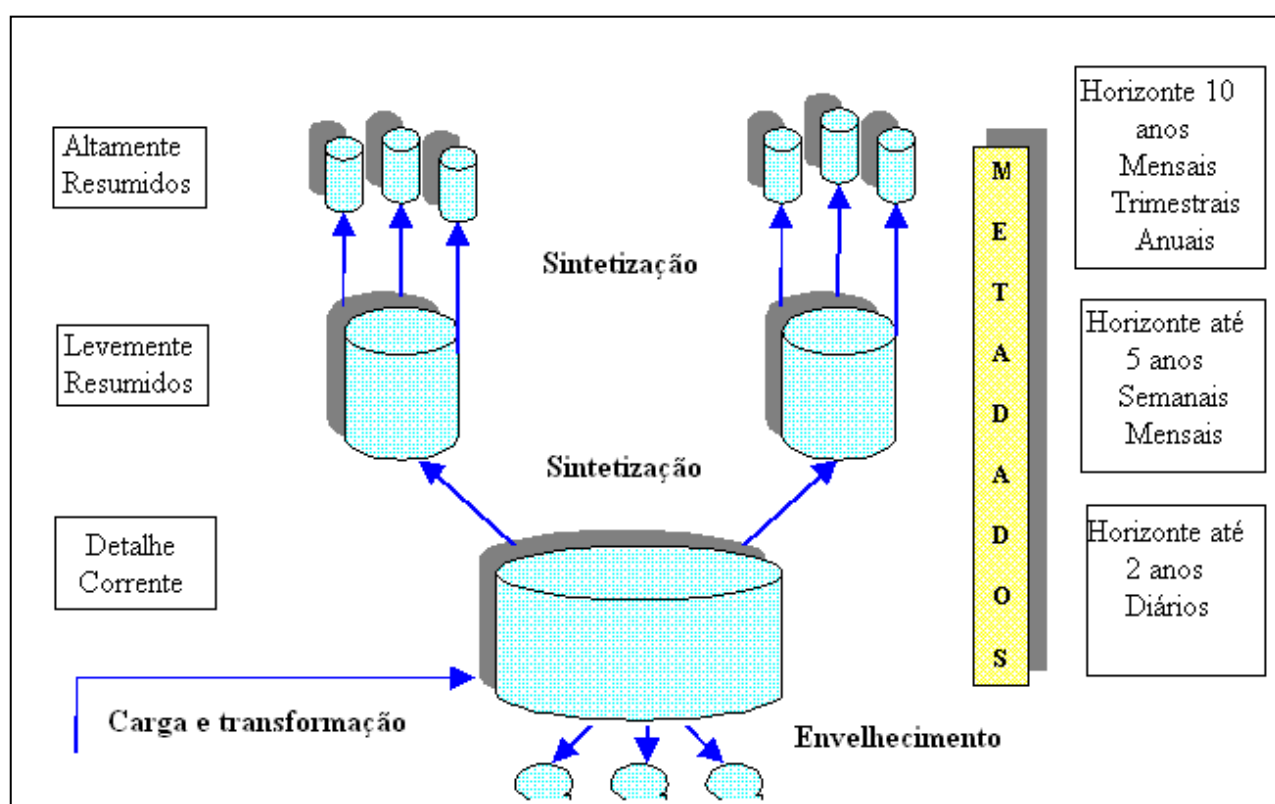 Altamente
Resumidos
Sintetização
Horizonte 10
anos
Mensais
Trimestrais
Anuais
Levemente
Resumidos
Sintetização
Horizonte até
5 anos
Semanais
Mensais
Detalhe
Corrente
Horizonte até
2 anos
Diários
M
E
T
A
D
A
D
O
S
Carga e transformação
Envelhecimento